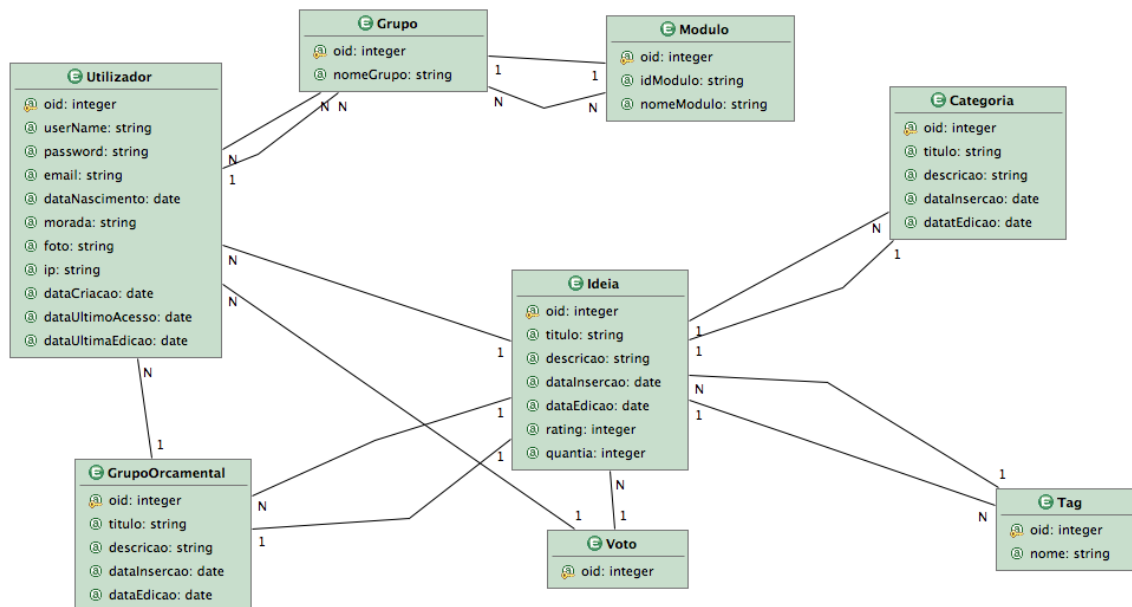 Grupo
oid: integer
nomeGrupo: string
Modulo
oid: integer
idModulo: string
nomeModulo: string
Utilizador
oid: integer
userName: string
password: string
email: string
dataNascimento: date
morada: string
foto: string
ip: string
dataCriacao: date
dataUltimoAcesso: date
dataUltimaEdicao: date
Categoria
oid: integer
titulo: string
descricao: string
dataInsercao: date
datatEdicao: date
Ideia
oid: integer
titulo: string
descricao: string
dataInsercao: date
dataEdicao: date
rating: integer
quantia: integer
GrupoOrcamental
oid: integer
titulo: string
descricao: string
dataInsercao: date
dataEdicao: date
Voto
oid: integer
Tag
oid: integer
nome: string
1
1
N
N
N
N
N
1
N
1
N
1
N
1
N
1
1
1
1
N
1
1
N
1
N
1
N
1
N
1